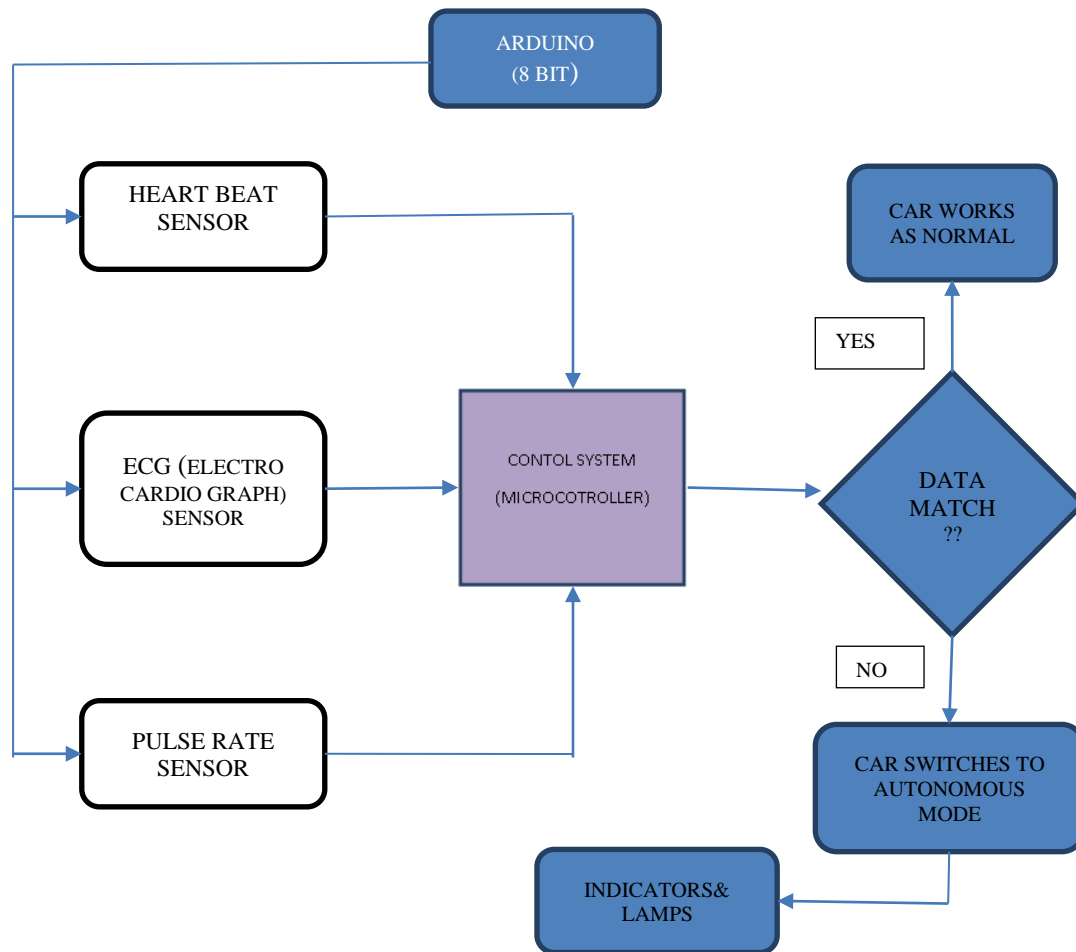 ARDUINO
(8 BIT)
HEART BEAT
SENSOR
CAR WORKS
AS NORMAL
YES
ECG (ELECTRO
CARDIO GRAPH)
SENSOR
CONTOL SYSTEM
(MICROCOTROLLER)
DATA
MATCH
??
NO
PULSE RATE
SENSOR
CAR SWITCHES TO
AUTONOMOUS
MODE
INDICATORS&
LAMPS